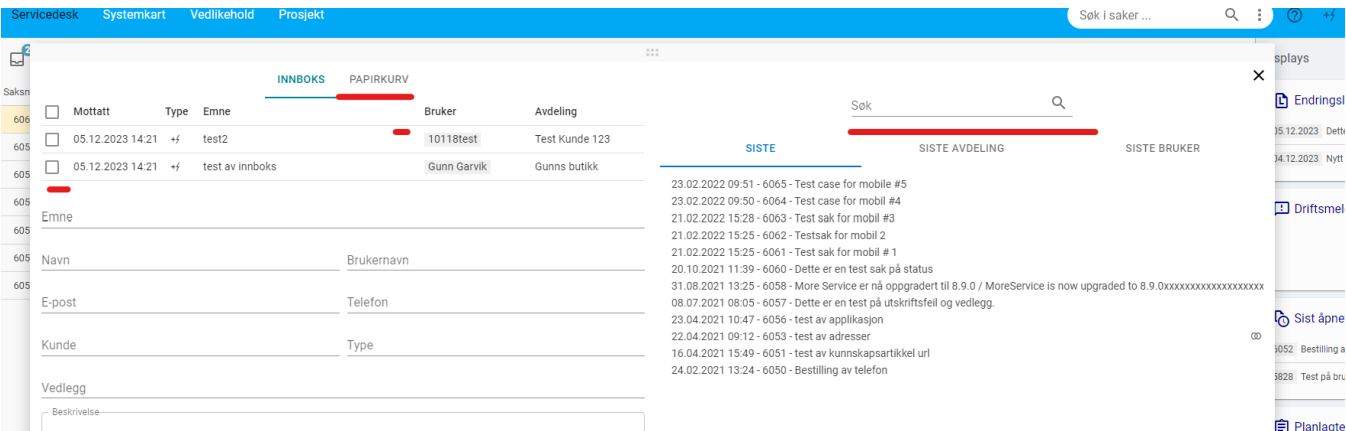 Servicedesk Systemkart Vedlikehold Prosjekt Søk i saker ...
2
splays
INNBOKS PAPIRKURV
Saksn
Mottatt Type Emne Bruker Avdeling
Søk
Endringsl
606
05.12.2023 14:21 test2 10118test Test Kunde 123
05.12.2023 Dette
605
SISTE SISTE AVDELING SISTE BRUKER
04.12.2023 Nytt
605
05.12.2023 14:21 test av innboks Gunn Garvik Gunns butikk
23.02.2022 09:51 - 6065 - Test case for mobile #5
23.02.2022 09:50 - 6064 - Test case for mobil #4
21.02.2022 15:28 - 6063 - Test sak for mobil #3
21.02.2022 15:25 - 6062 - Testsak for mobil 2
21.02.2022 15:25 - 6061 - Test sak for mobil # 1
20.10.2021 11:39 - 6060 - Dette er en test sak på status
31.08.2021 13:25 - 6058 - More Service er nå oppgradert til 8.9.0 / MoreService is now upgraded to 8.9.0xxxxxxxxxxxxxxxxxxx
08.07.2021 08:05 - 6057 - Dette er en test på utskriftsfeil og vedlegg.
23.04.2021 10:47 - 6056 - test av applikasjon
22.04.2021 09:12 - 6053 - test av adresser
16.04.2021 15:49 - 6051 - test av kunnskapsartikkel url
24.02.2021 13:24 - 6050 - Bestilling av telefon
605
605
605
605
Emne
Navn Brukernavn
E-post Telefon
Kunde Type
Vedlegg
Beskrivelse
Driftsmel
Sist åpne
6052 Bestilling a
5828 Test på bru
Planlagte